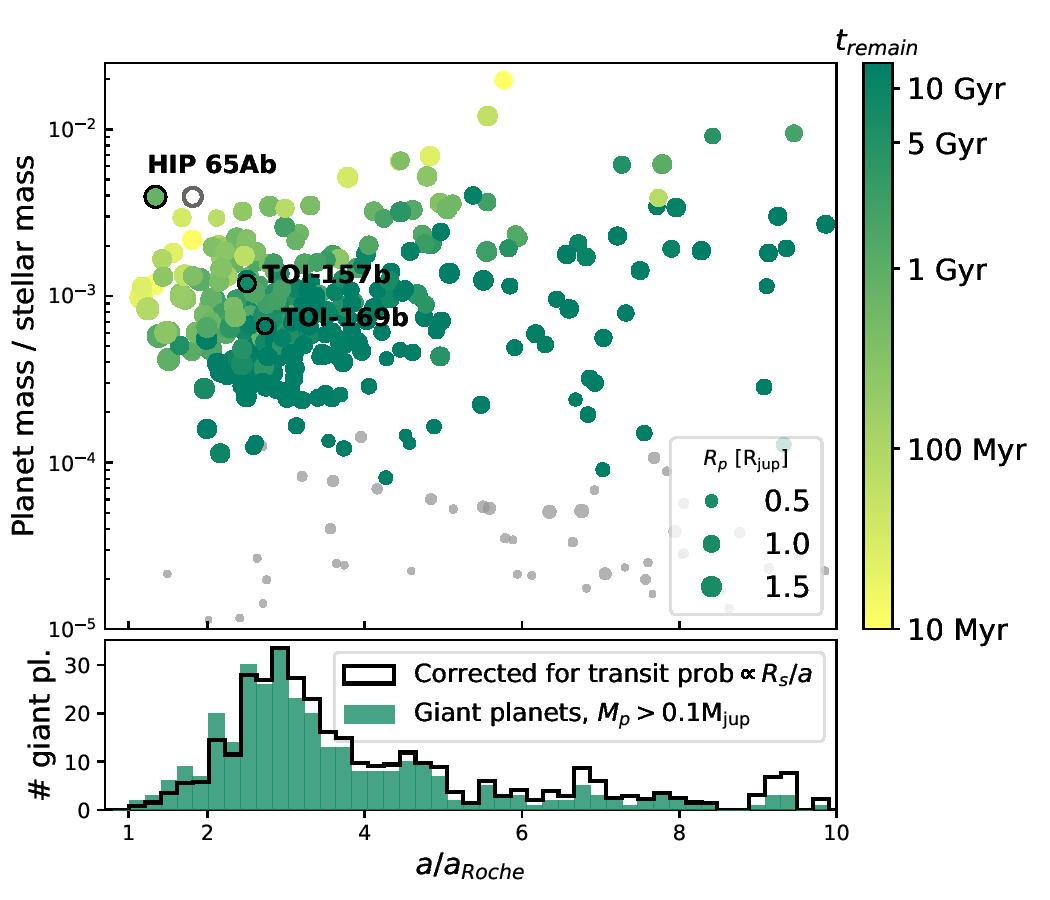 t_remain
10 Gyr
5 Gyr
1 Gyr
100 Myr
10 Myr
Planet mass / stellar mass
10⁻²
10⁻³
10⁻⁴
10⁻⁵
HIP 65Ab
TOI-157b
TOI-169b
R_p [R_jup]
0.5
1.0
1.5
# giant pl.
30
20
10
0
Corrected for transit prob ∝ R_s/a
Giant planets, M_p > 0.1M_jup
1 2 4 6 8 10
a/a_Roche